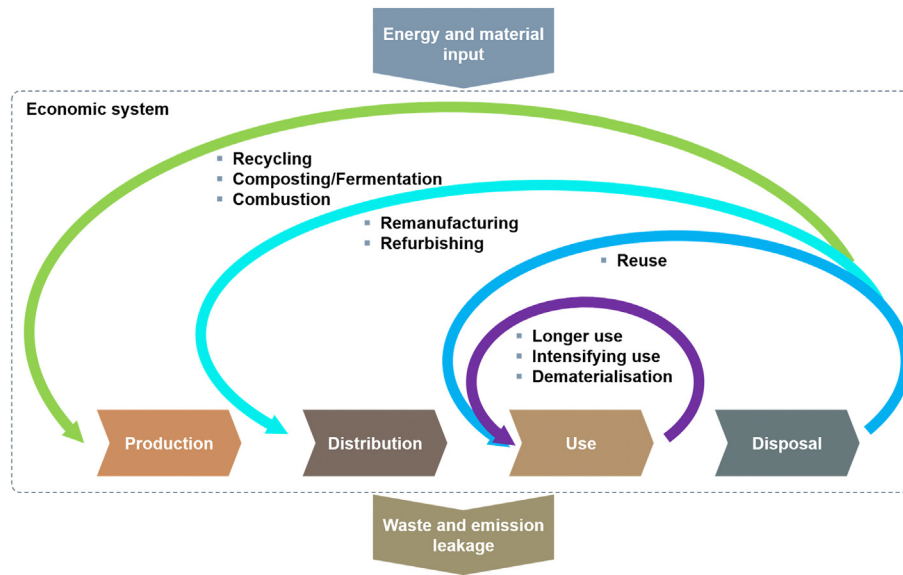 Energy and material
input
Economic system
▪ Recycling
▪ Composting/Fermentation
▪ Combustion
▪ Remanufacturing
▪ Refurbishing
▪ Reuse
▪ Longer use
▪ Intensifying use
▪ Dematerialisation
Production
Distribution
Use
Disposal
Waste and emission
leakage